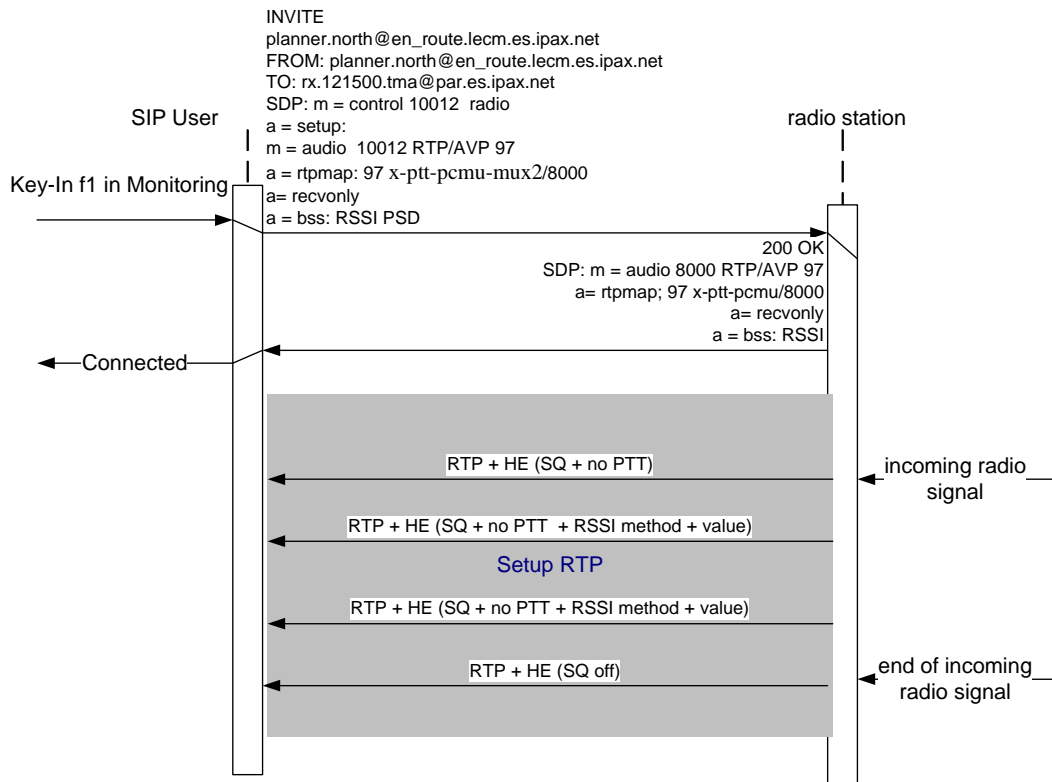 INVITE
planner.north@en_route.lecm.es.ipax.net
FROM: planner.north@en_route.lecm.es.ipax.net
TO: rx.121500.tma@par.es.ipax.net
SDP: m = control 10012 radio
a = setup:
m = audio 10012 RTP/AVP 97
a = rtpmap: 97 x-ptt-pcmu-mux2/8000
a= recvonly
a = bss: RSSI PSD
SIP User
radio station
Key-In f1 in Monitoring
200 OK
SDP: m = audio 8000 RTP/AVP 97
a= rtpmap; 97 x-ptt-pcmu/8000
a= recvonly
a = bss: RSSI
Connected
RTP + HE (SQ + no PTT)
incoming radio
signal
RTP + HE (SQ + no PTT + RSSI method + value)
Setup RTP
RTP + HE (SQ + no PTT + RSSI method + value)
RTP + HE (SQ off)
end of incoming
radio signal